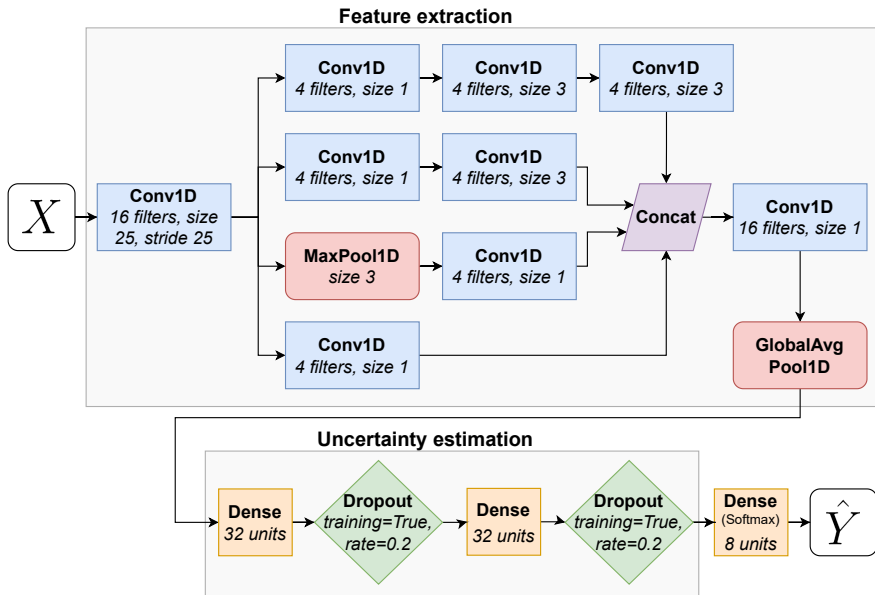 Feature extraction
Conv1D
4 filters, size 1
Conv1D
4 filters, size 3
Conv1D
4 filters, size 3
X
Conv1D
16 filters, size
25, stride 25
Conv1D
4 filters, size 1
Conv1D
4 filters, size 3
Concat
Conv1D
16 filters, size 1
MaxPool1D
size 3
Conv1D
4 filters, size 1
Conv1D
4 filters, size 1
GlobalAvg
Pool1D
Uncertainty estimation
Dense
32 units
Dropout
training=True,
rate=0.2
Dense
32 units
Dropout
training=True,
rate=0.2
Dense
(Softmax)
8 units
Ŷ